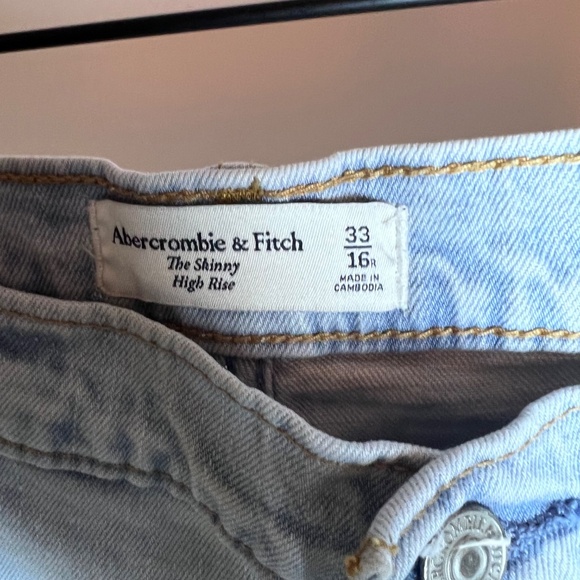 Abercrombie & Fitch
The Skinny
High Rise
33
16R
MADE IN
CAMBODIA